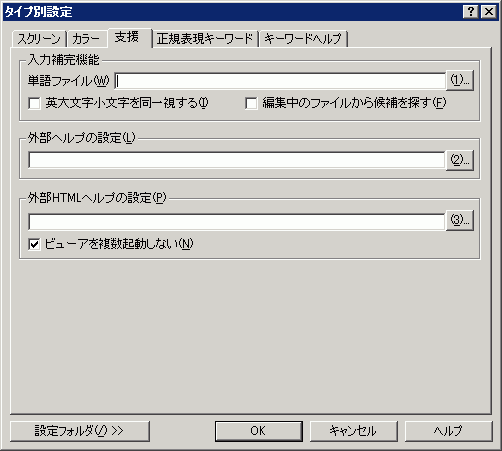 タイプ別設定
スクリーン カラー 支援 正規表現キーワード キーワードヘルプ
入力補完機能
単語ファイル(W) (1)...
英大文字小文字を同一視する(I) 編集中のファイルから候補を探す(F)
外部ヘルプの設定(L)
(2)...
外部HTMLヘルプの設定(P)
(3)...
ビューアを複数起動しない(N)
設定フォルダ(/) >> OK キャンセル ヘルプ